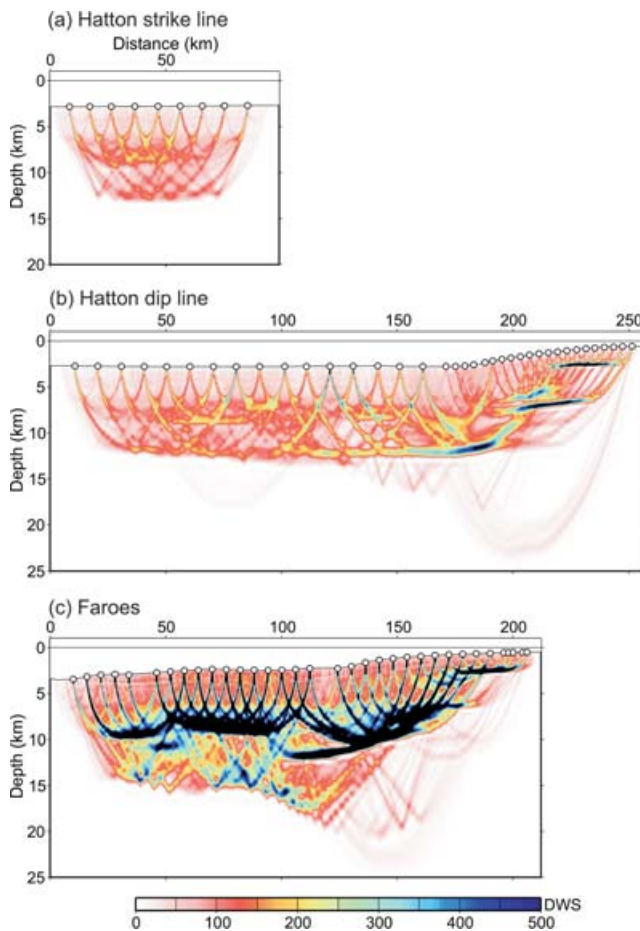 (a) Hatton strike line
Distance (km)
0 50
0
5
10
15
20
Depth (km)
(b) Hatton dip line
0 50 100 150 200 250
0
5
10
15
20
25
Depth (km)
(c) Faroes
0 50 100 150 200
0
5
10
15
20
25
Depth (km)
DWS
0 100 200 300 400 500